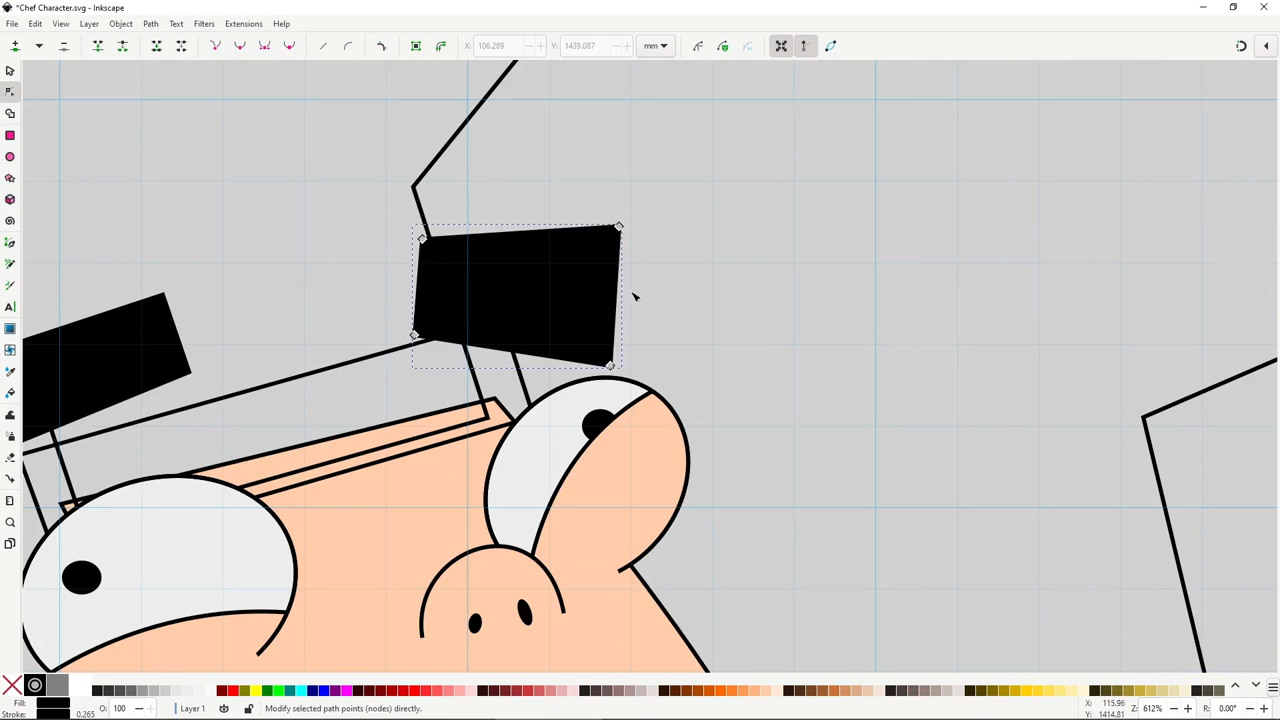 *Chef Character.svg - Inkscape
File Edit View Layer Object Path Text Filters Extensions Help
X: 106.289 Y: 1439.087 mm
Fill: O: 100 Layer 1 Modify selected path points (nodes) directly. X: 115.96 Z: 612% R: 0.00°
Stroke: 0.265 Y: 1414.81